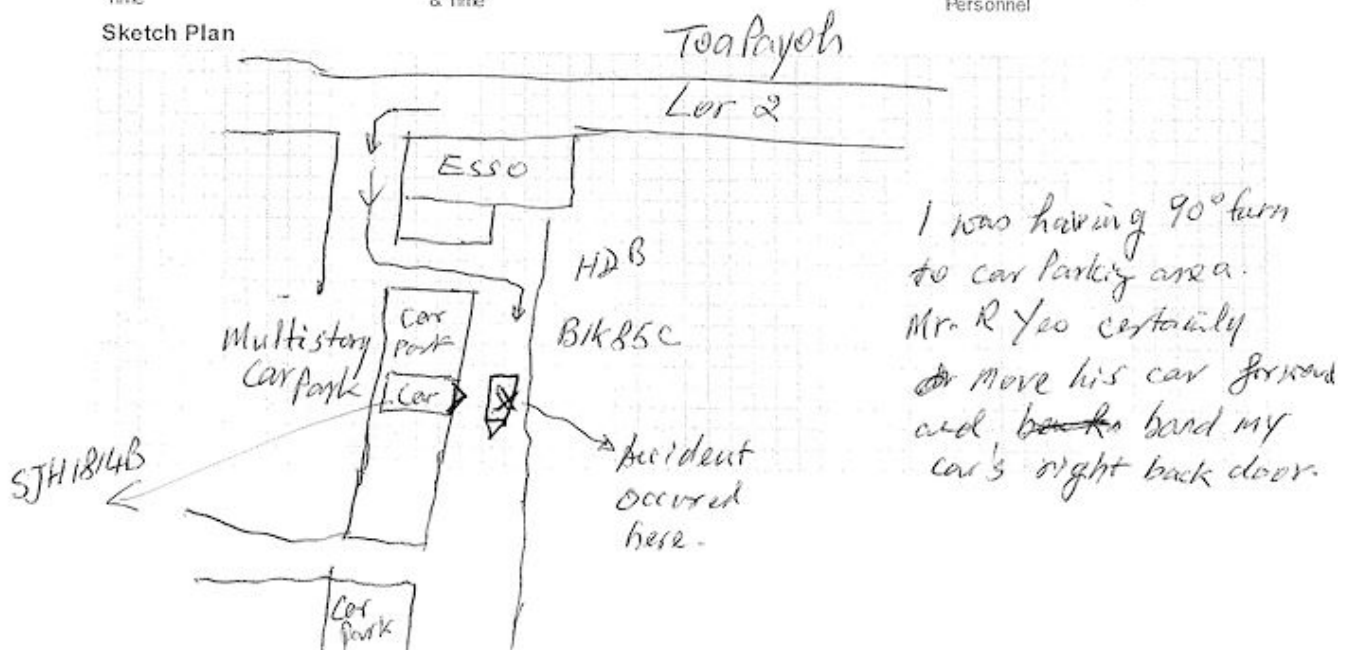 Time
& Time
Personnel
Sketch Plan
Toa Payoh
Lor 2
Esso
HDB
Blk 85C
Multistory
Car Park
Car
Park
Car
SJH1814B
Accident
occured
here.
Car
Park
I was having 90° turn
to car Parking area.
Mr. R Yeo certainly
move his car forward
and band my
car's right back door.